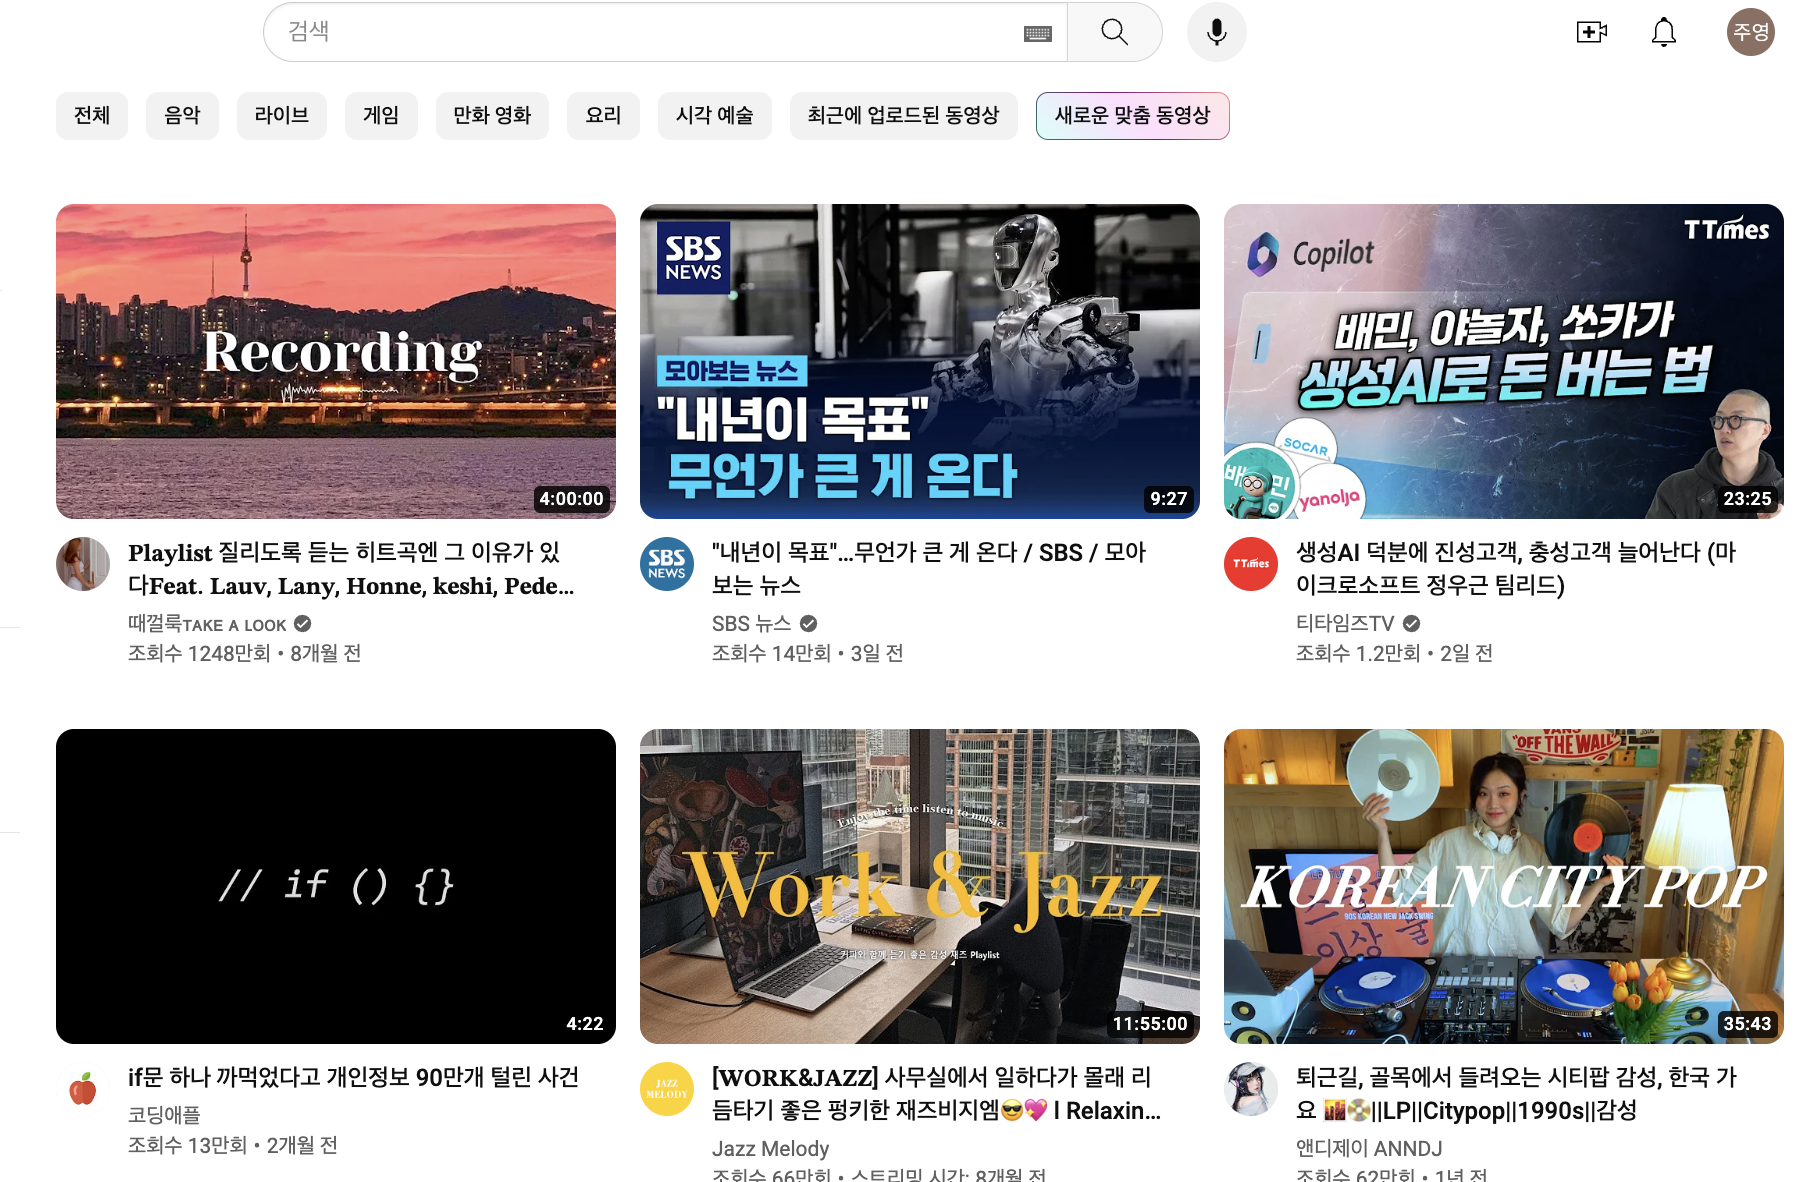 검색
주영
전체
음악
라이브
게임
만화 영화
요리
시각 예술
최근에 업로드된 동영상
새로운 맞춤 동영상
Recording
4:00:00
SBS
NEWS
모아보는 뉴스
"내년이 목표"
무언가 큰 게 온다
9:27
TTimes
Copilot
배민, 야놀자, 쏘카가
생성AI로 돈 버는 법
SOCAR
배민
yanolja
23:25
Playlist 질리도록 듣는 히트곡엔 그 이유가 있
다Feat. Lauv, Lany, Honne, keshi, Pede...
때껄룩TAKE A LOOK
조회수 1248만회 • 8개월 전
SBS
NEWS
"내년이 목표"…무언가 큰 게 온다 / SBS / 모아
보는 뉴스
SBS 뉴스
조회수 14만회 • 3일 전
TTimes
생성AI 덕분에 진성고객, 충성고객 늘어난다 (마
이크로소프트 정우근 팀리드)
티타임즈TV
조회수 1.2만회 • 2일 전
// if () {}
4:22
Enjoy the time listen to music
Work & Jazz
커피와 함께 듣기 좋은 감성 재즈 Playlist
11:55:00
VANS
"OFF THE WALL"
KOREAN CITY POP
90S KOREAN NEW JACK SWING
이상
35:43
if문 하나 까먹었다고 개인정보 90만개 털린 사건
코딩애플
조회수 13만회 • 2개월 전
JAZZ
MELODY
[WORK&JAZZ] 사무실에서 일하다가 몰래 리
듬타기 좋은 펑키한 재즈비지엠😎💖 l Relaxin...
Jazz Melody
조회수 66만회 • 스트리밍 시간: 8개월 전
퇴근길, 골목에서 들려오는 시티팝 감성, 한국 가
요 🌇📀||LP||Citypop||1990s||감성
앤디제이 ANNDJ
조회수 62만회 • 1년 전